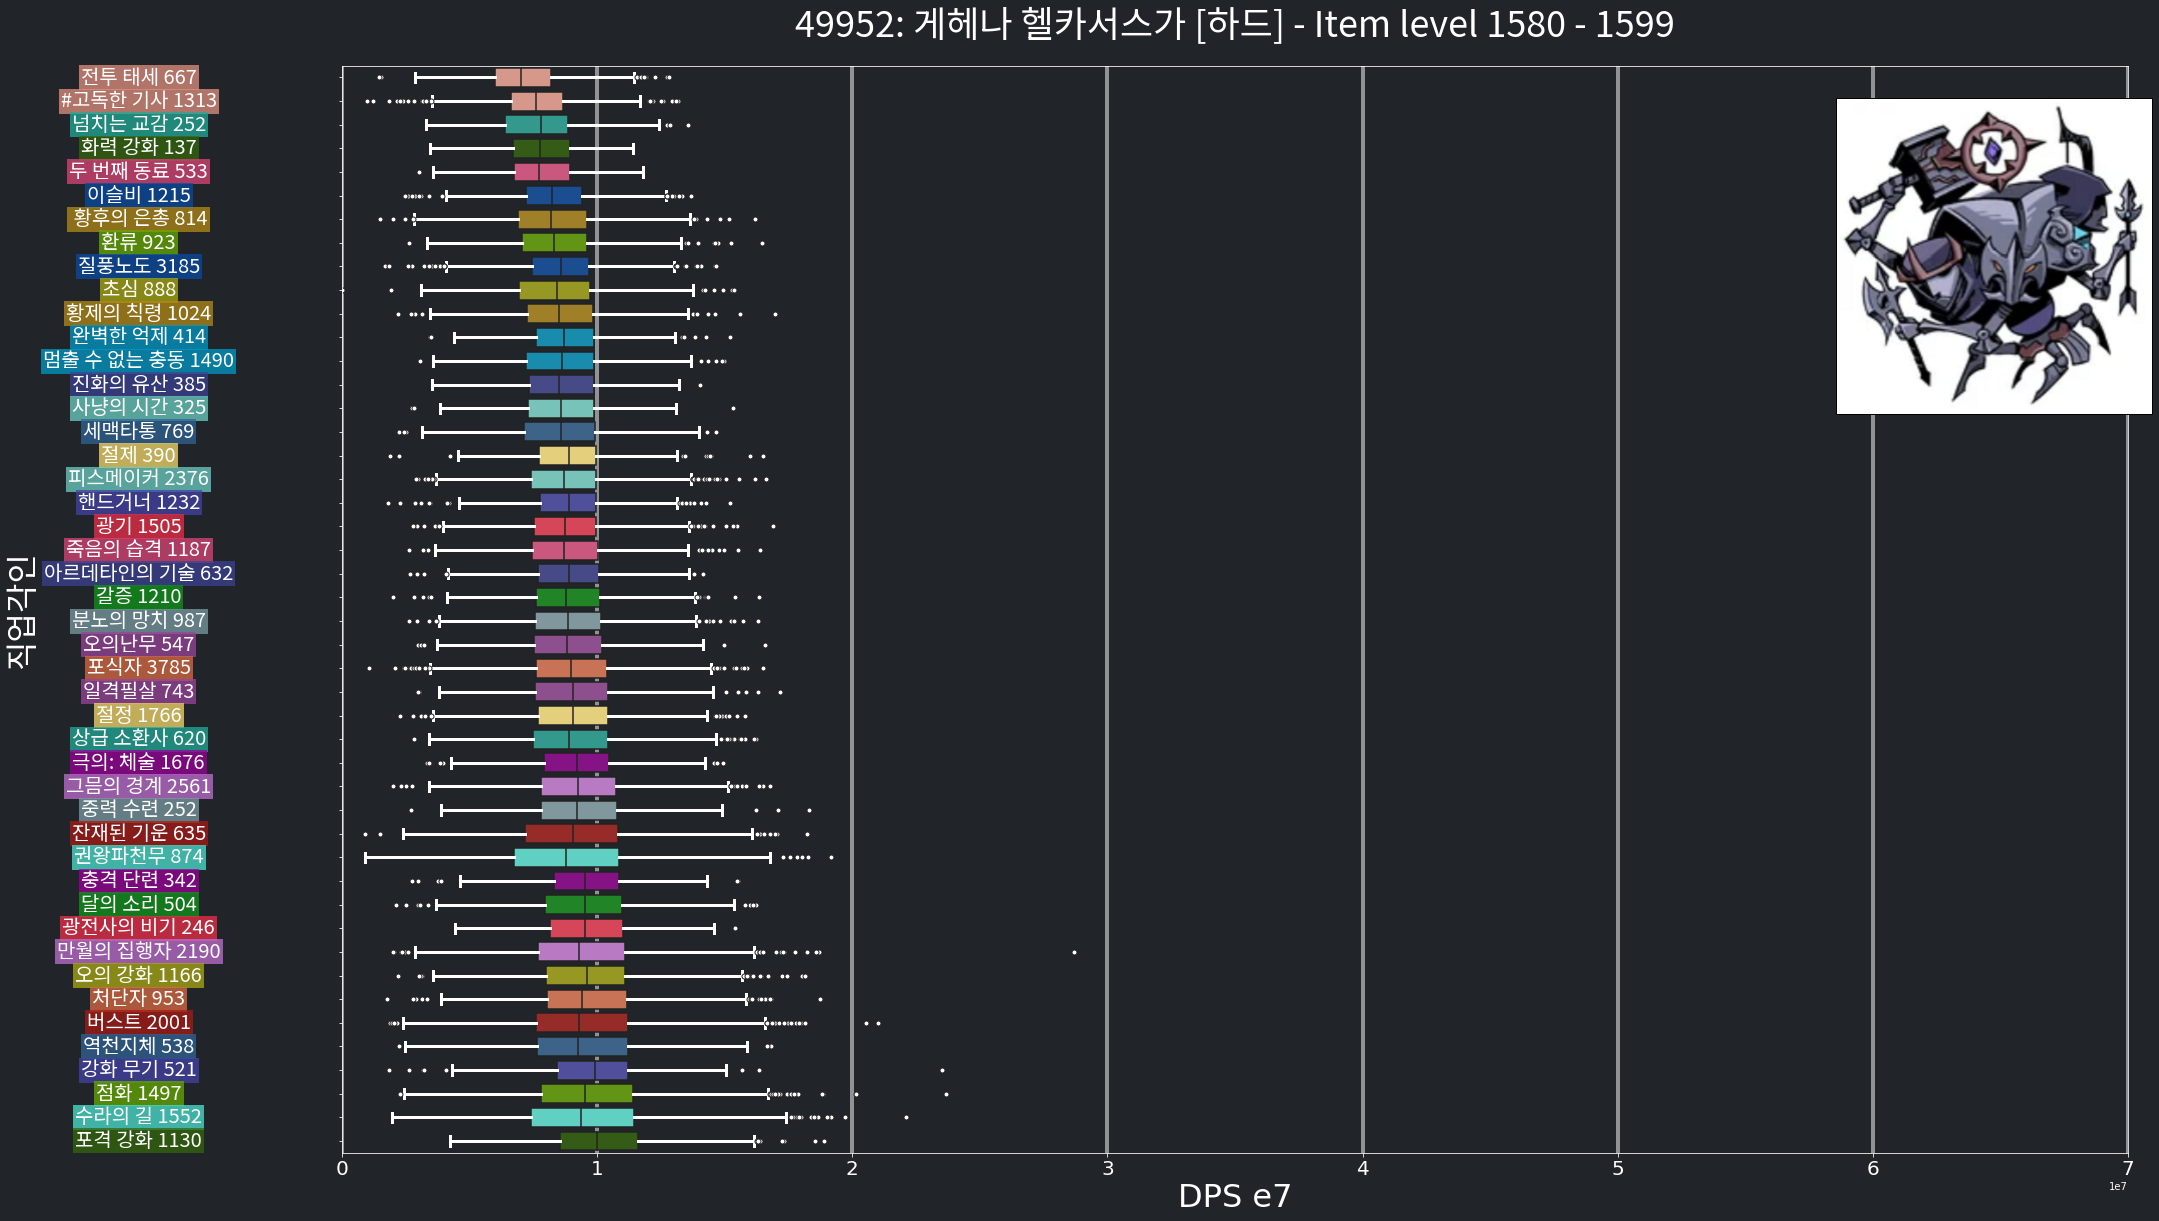 49952: 게헤나 헬카서스가 [하드] - Item level 1580 - 1599
전투 태세 667
#고독한 기사 1313
넘치는 교감 252
화력 강화 137
두 번째 동료 533
이슬비 1215
황후의 은총 814
환류 923
질풍노도 3185
초심 888
황제의 칙령 1024
완벽한 억제 414
멈출 수 없는 충동 1490
진화의 유산 385
사냥의 시간 325
세맥타통 769
절제 390
피스메이커 2376
핸드거너 1232
광기 1505
죽음의 습격 1187
아르데타인의 기술 632
갈증 1210
분노의 망치 987
오의난무 547
포식자 3785
일격필살 743
절정 1766
상급 소환사 620
극의: 체술 1676
그믐의 경계 2561
중력 수련 252
잔재된 기운 635
권왕파천무 874
충격 단련 342
달의 소리 504
광전사의 비기 246
만월의 집행자 2190
오의 강화 1166
처단자 953
버스트 2001
역천지체 538
강화 무기 521
점화 1497
수라의 길 1552
포격 강화 1130
직업각인
0 1 2 3 4 5 6 7
DPS e7
1e7